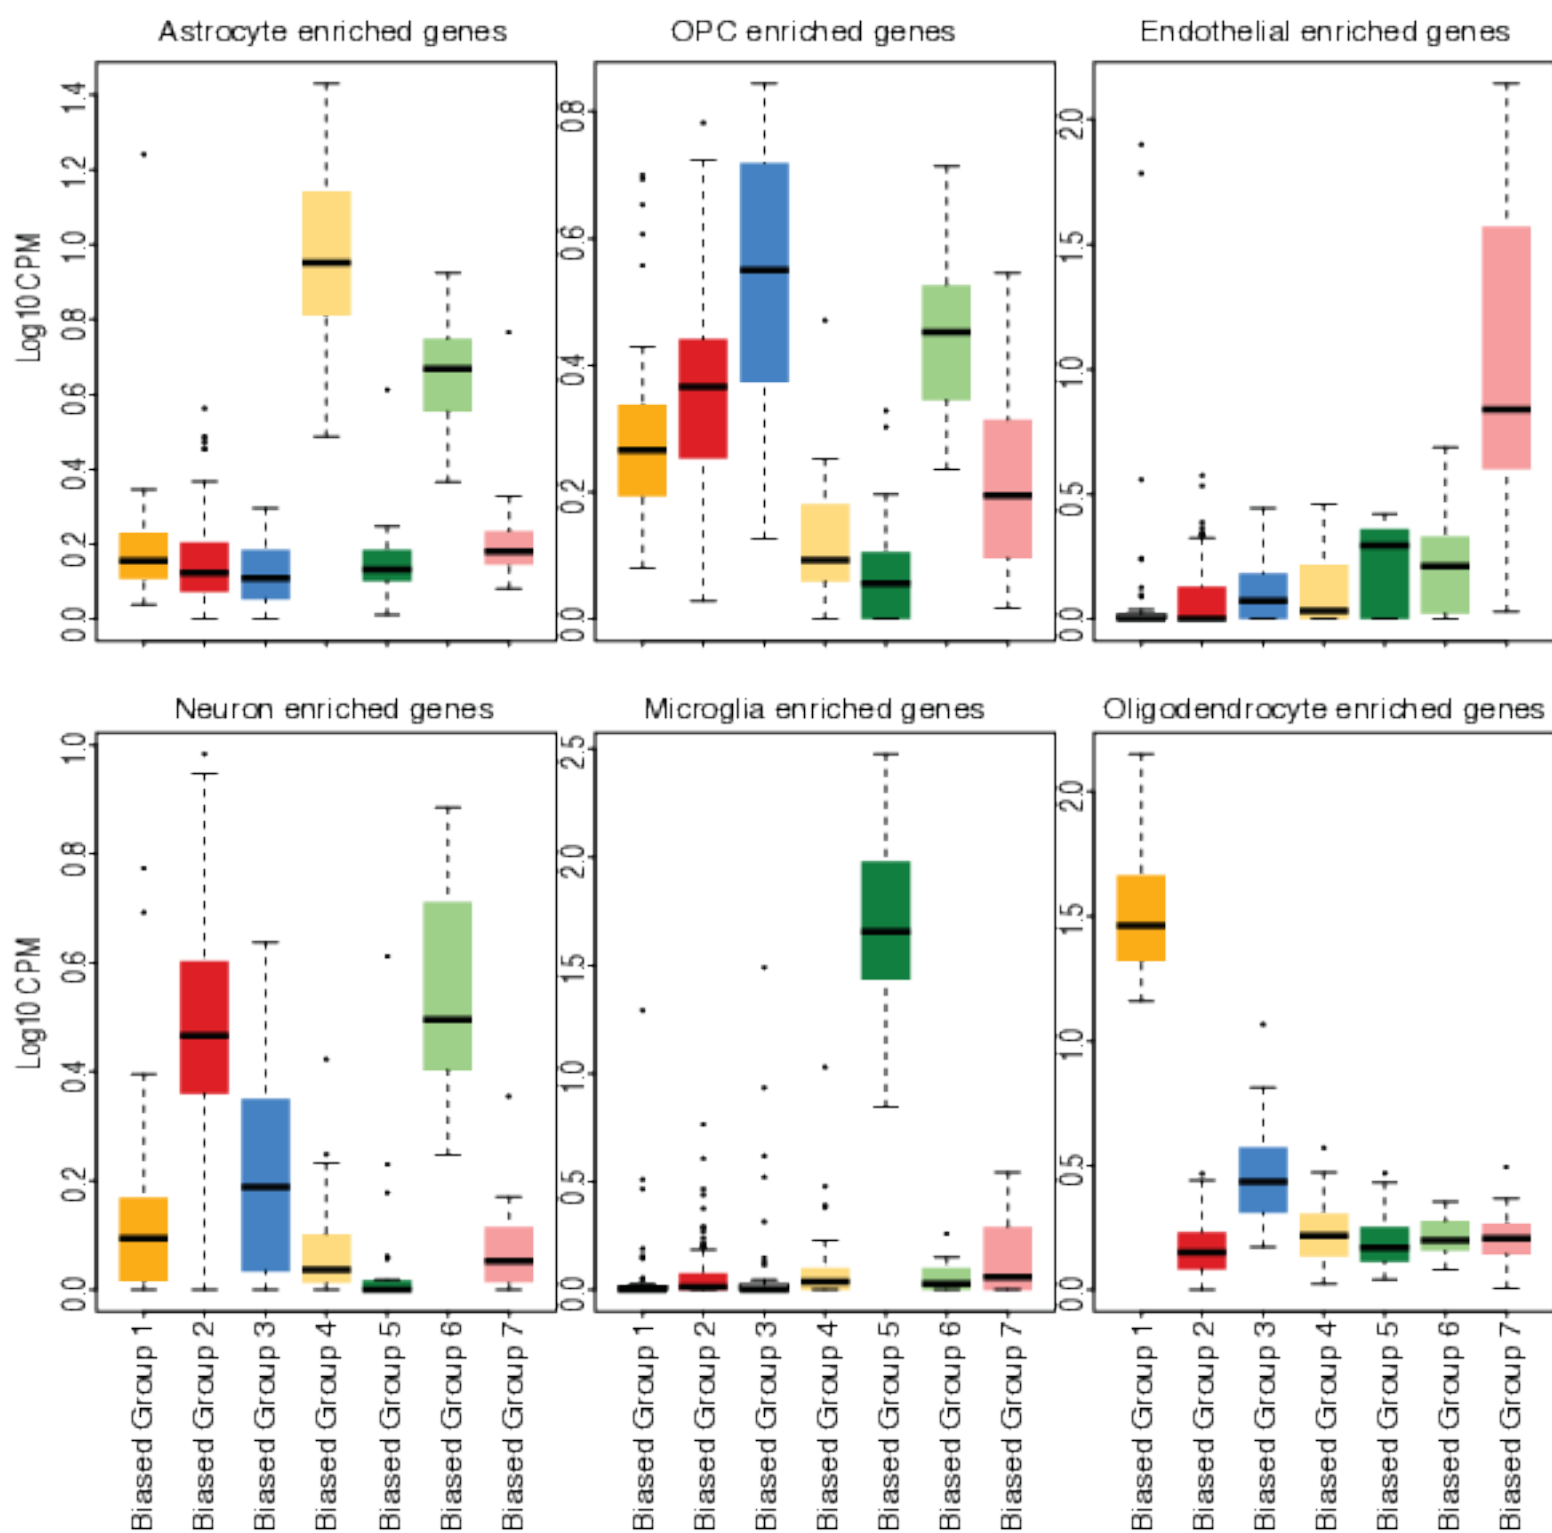 Astrocyte enriched genes
OPC enriched genes
Endothelial enriched genes
Log10 CPM
0.0 0.2 0.4 0.6 0.8 1.0 1.2 1.4
0.0 0.2 0.4 0.6 0.8
0.0 0.5 1.0 1.5 2.0
Neuron enriched genes
Microglia enriched genes
Oligodendrocyte enriched genes
Log10 CPM
0.0 0.2 0.4 0.6 0.8 1.0
0.0 0.5 1.0 1.5 2.0 2.5
0.0 0.5 1.0 1.5 2.0
Biased Group 1
Biased Group 2
Biased Group 3
Biased Group 4
Biased Group 5
Biased Group 6
Biased Group 7
Biased Group 1
Biased Group 2
Biased Group 3
Biased Group 4
Biased Group 5
Biased Group 6
Biased Group 7
Biased Group 1
Biased Group 2
Biased Group 3
Biased Group 4
Biased Group 5
Biased Group 6
Biased Group 7